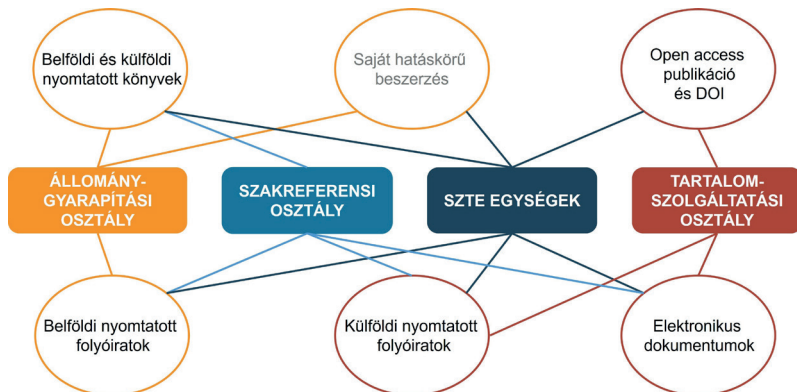 Belföldi és külföldi
nyomtatott könyvek
Saját hatáskörű
beszerzés
Open access
publikáció
és DOI
ÁLLOMÁNY-
GYARAPÍTÁSI
OSZTÁLY
SZAKREFERENSI
OSZTÁLY
SZTE EGYSÉGEK
TARTALOM-
SZOLGÁLTATÁSI
OSZTÁLY
Belföldi nyomtatott
folyóiratok
Külföldi nyomtatott
folyóiratok
Elektronikus
dokumentumok